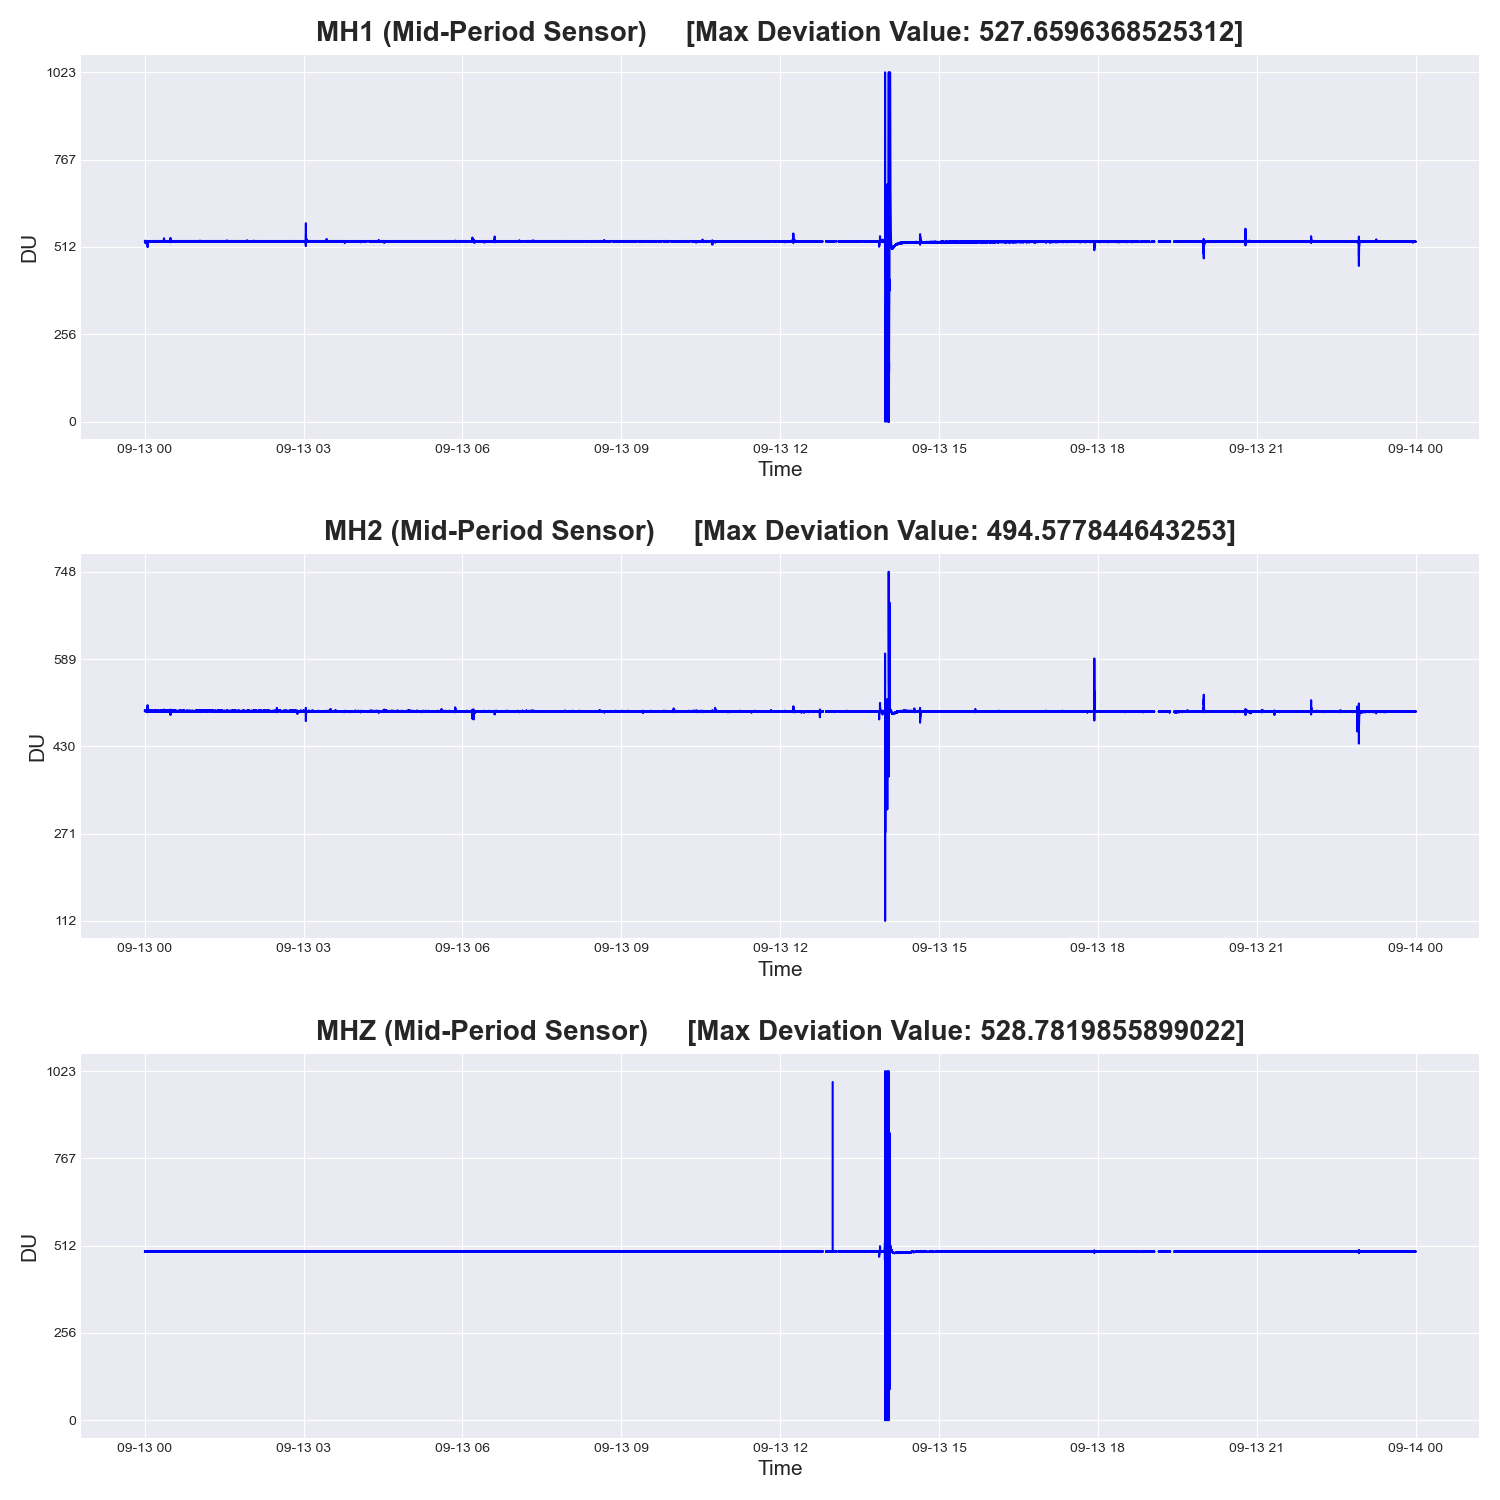 MH1 (Mid-Period Sensor) [Max Deviation Value: 527.6596368525312]
1023
767
512
256
0
DU
09-13 00 09-13 03 09-13 06 09-13 09 09-13 12 09-13 15 09-13 18 09-13 21 09-14 00
Time
MH2 (Mid-Period Sensor) [Max Deviation Value: 494.577844643253]
748
589
430
271
112
DU
09-13 00 09-13 03 09-13 06 09-13 09 09-13 12 09-13 15 09-13 18 09-13 21 09-14 00
Time
MHZ (Mid-Period Sensor) [Max Deviation Value: 528.7819855899022]
1023
767
512
256
0
DU
09-13 00 09-13 03 09-13 06 09-13 09 09-13 12 09-13 15 09-13 18 09-13 21 09-14 00
Time